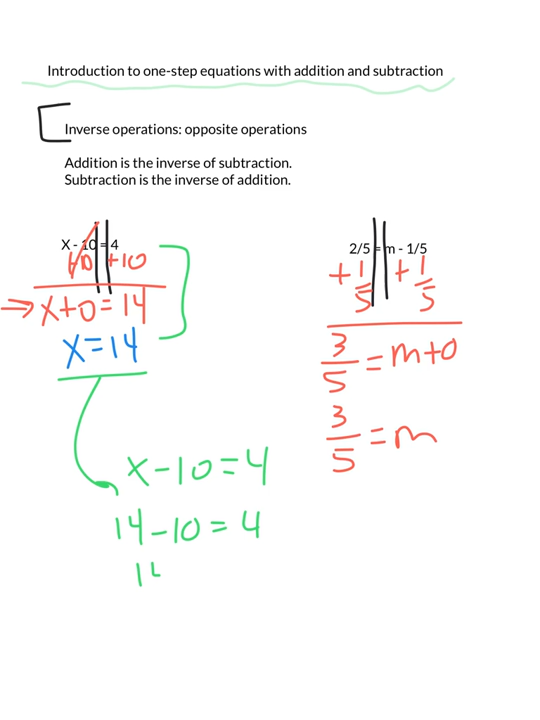 Introduction to one-step equations with addition and subtraction
Inverse operations: opposite operations
Addition is the inverse of subtraction.
Subtraction is the inverse of addition.
X - 10 = 4
+10 +10
x+0=14
x=14
x-10=4
14-10=4
14
2/5 = m - 1/5
+1/5 +1/5
3/5 = m+0
3/5 = m